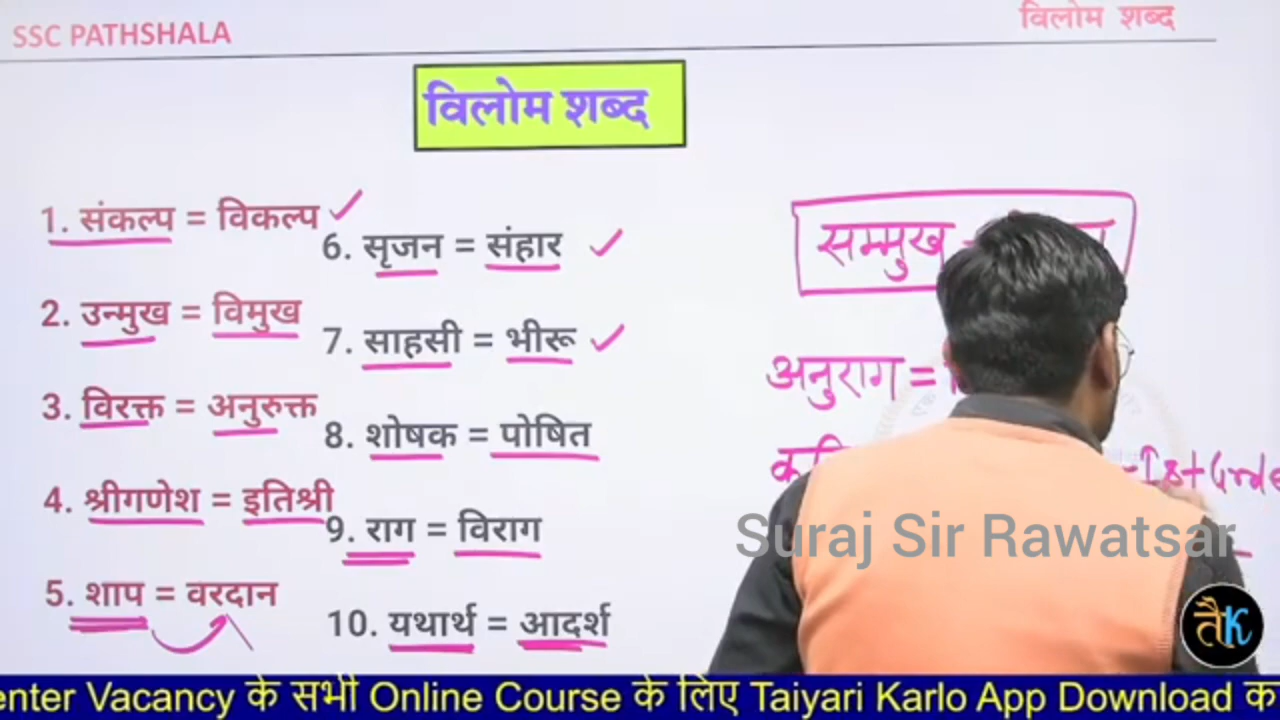 SSC PATHSHALA
विलोम शब्द
विलोम शब्द
1. संकल्प = विकल्प
2. उन्मुख = विमुख
3. विरक्त = अनुरुक्त
4. श्रीगणेश = इतिश्री
5. शाप = वरदान
6. सृजन = संहार
7. साहसी = भीरू
8. शोषक = पोषित
9. राग = विराग
10. यथार्थ = आदर्श
सम्मुख
अनुराग =
Ist Grade
Suraj Sir Rawatsar
तैK
enter Vacancy के सभी Online Course के लिए Taiyari Karlo App Download क